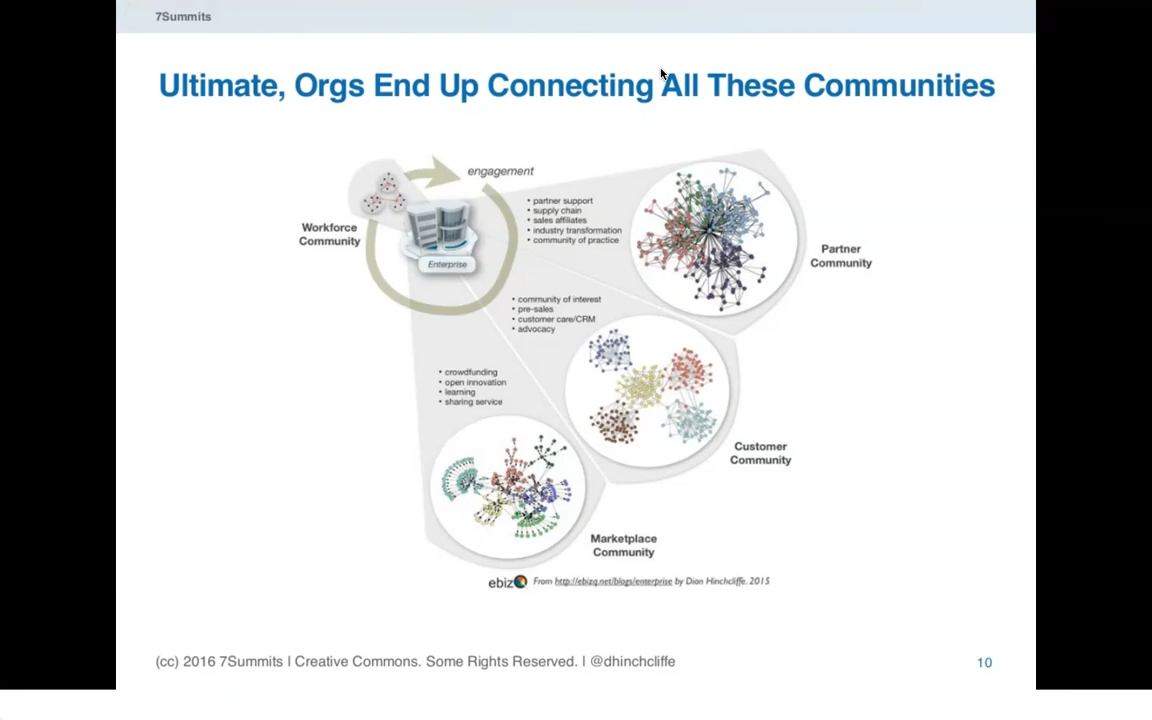 7Summits
Ultimate, Orgs End Up Connecting All These Communities
engagement
Workforce
Community
Enterprise
• partner support
• supply chain
• sales affiliates
• industry transformation
• community of practice
Partner
Community
• community of interest
• pre-sales
• customer care/CRM
• advocacy
• crowdfunding
• open innovation
• learning
• sharing service
Customer
Community
Marketplace
Community
ebizQ From http://ebizq.net/blogs/enterprise by Dion Hinchcliffe. 2015
(cc) 2016 7Summits | Creative Commons. Some Rights Reserved. | @dhinchcliffe
10